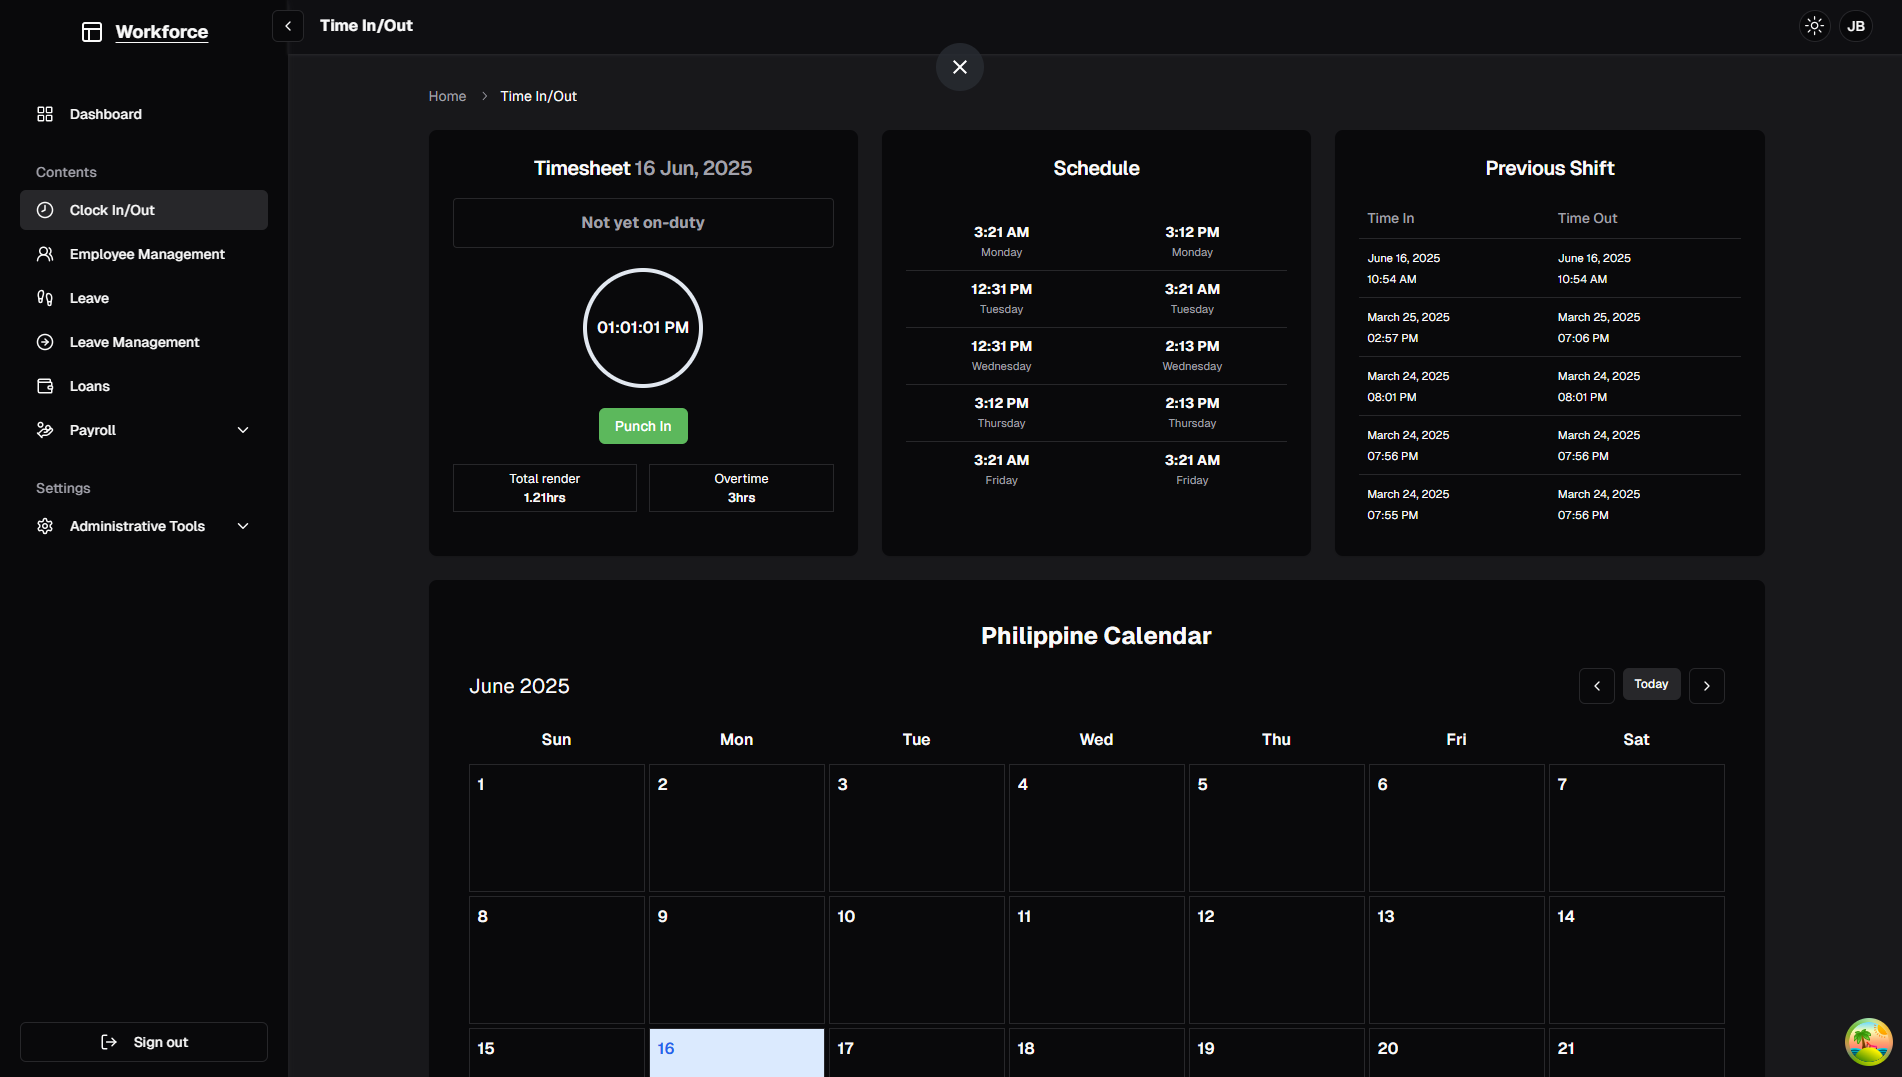 Workforce
Time In/Out
JB
Dashboard
Contents
Clock In/Out
Employee Management
Leave
Leave Management
Loans
Payroll
Settings
Administrative Tools
Sign out
Home > Time In/Out
Timesheet 16 Jun, 2025
Not yet on-duty
01:01:01 PM
Punch In
Total render
1.21hrs
Overtime
3hrs
Schedule
3:21 AM 3:12 PM
Monday Monday
12:31 PM 3:21 AM
Tuesday Tuesday
12:31 PM 2:13 PM
Wednesday Wednesday
3:12 PM 2:13 PM
Thursday Thursday
3:21 AM 3:21 AM
Friday Friday
Previous Shift
Time In Time Out
June 16, 2025 June 16, 2025
10:54 AM 10:54 AM
March 25, 2025 March 25, 2025
02:57 PM 07:06 PM
March 24, 2025 March 24, 2025
08:01 PM 08:01 PM
March 24, 2025 March 24, 2025
07:56 PM 07:56 PM
March 24, 2025 March 24, 2025
07:55 PM 07:56 PM
Philippine Calendar
June 2025
Today
Sun Mon Tue Wed Thu Fri Sat
1 2 3 4 5 6 7
8 9 10 11 12 13 14
15 16 17 18 19 20 21